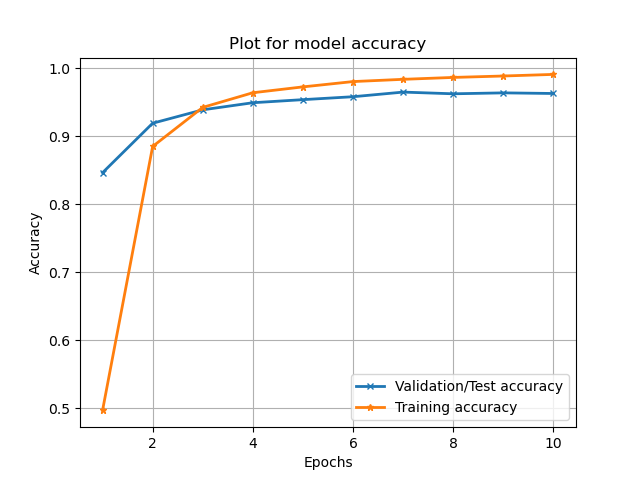 Plot for model accuracy
1.0
0.9
0.8
0.7
0.6
0.5
Accuracy
2 4 6 8 10
Epochs
Validation/Test accuracy
Training accuracy